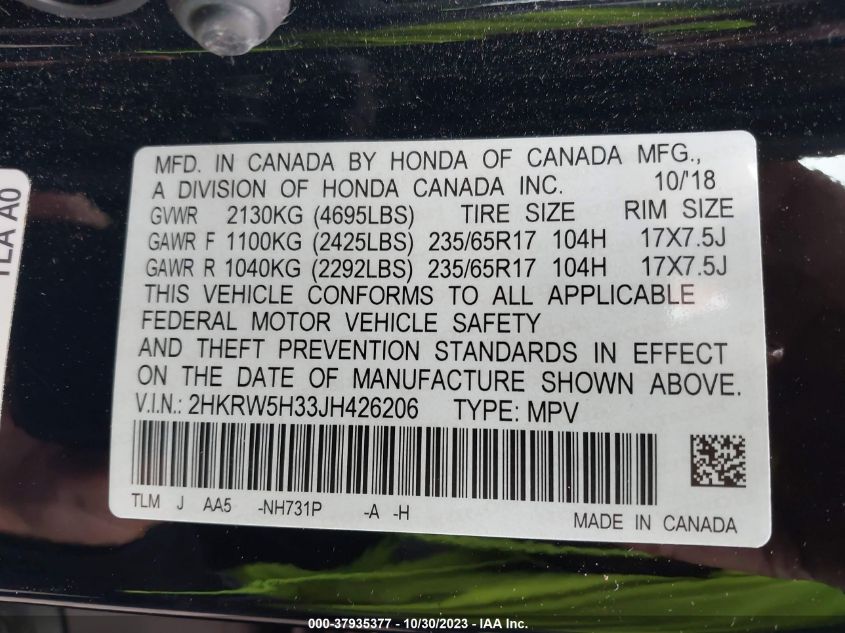 MFD. IN CANADA BY HONDA OF CANADA MFG.,
A DIVISION OF HONDA CANADA INC. 10/'18
GVWR 2130KG (4695LBS) TIRE SIZE RIM SIZE
GAWR F 1100KG (2425LBS) 235/65R17 104H 17X7.5J
GAWR R 1040KG (2292LBS) 235/65R17 104H 17X7.5J
THIS VEHICLE CONFORMS TO ALL APPLICABLE
FEDERAL MOTOR VEHICLE SAFETY
AND THEFT PREVENTION STANDARDS IN EFFECT
ON THE DATE OF MANUFACTURE SHOWN ABOVE.
V.I.N.: 2HKRW5H33JH426206 TYPE: MPV
TLM J AA5 -NH731P -A -H
MADE IN CANADA
TLA A0
000-37935377 - 10/30/2023 - IAA Inc.